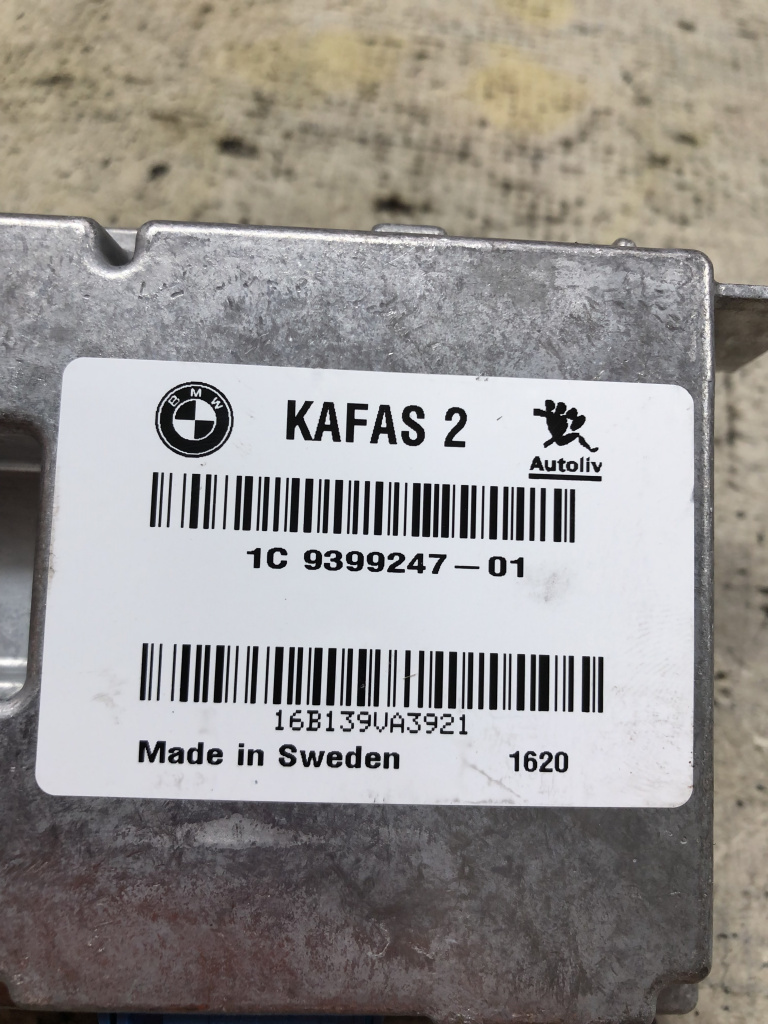 BMW KAFAS 2
Autoliv
1C 9399247-01
16B139VA3921
Made in Sweden 1620